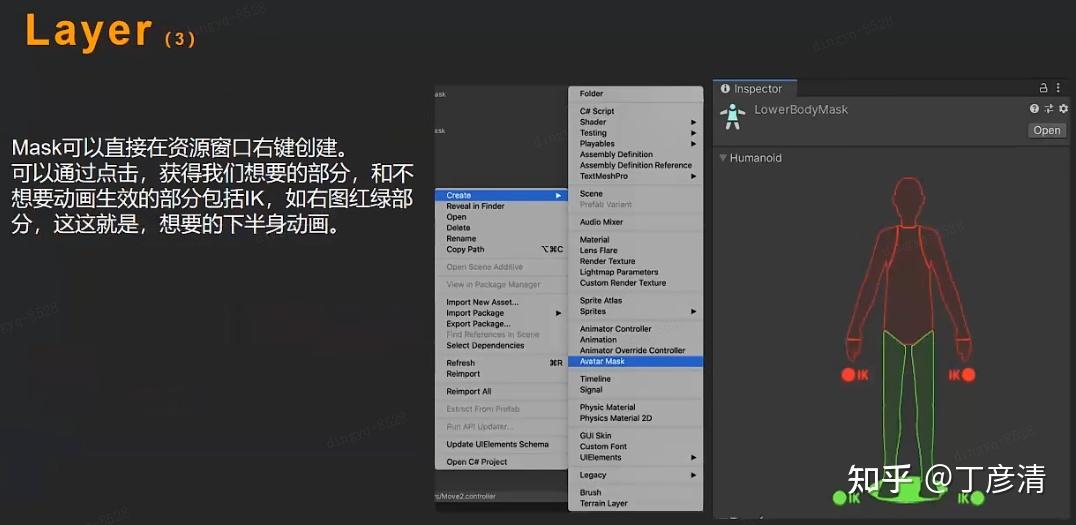 Layer (3)
Mask可以直接在资源窗口右键创建。
可以通过点击，获得我们想要的部分，和不
想要动画生效的部分包括IK，如右图红绿部
分，这这就是，想要的下半身动画。
ask
ask
Create
Reveal in Finder
Open
Delete
Rename
Copy Path ⌥⌘C
Open Scene Additive
View in Package Manager
Import New Asset...
Import Package
Export Package...
Find References in Scene
Select Dependencies
Refresh ⌘R
Reimport
Reimport All
Extract From Prefab
Run API Updater...
Update UIElements Schema
Open C# Project
s/Move2.controller
Folder
C# Script
Shader
Testing
Playables
Assembly Definition
Assembly Definition Reference
TextMeshPro
Scene
Prefab Variant
Audio Mixer
Material
Lens Flare
Render Texture
Lightmap Parameters
Custom Render Texture
Sprite Atlas
Sprites
Animator Controller
Animation
Animator Override Controller
Avatar Mask
Timeline
Signal
Physic Material
Physics Material 2D
GUI Skin
Custom Font
UIElements
Legacy
Brush
Terrain Layer
Inspector
LowerBodyMask
Open
Humanoid
IK IK
IK IK
知乎 @丁彦清
dingyq-8528